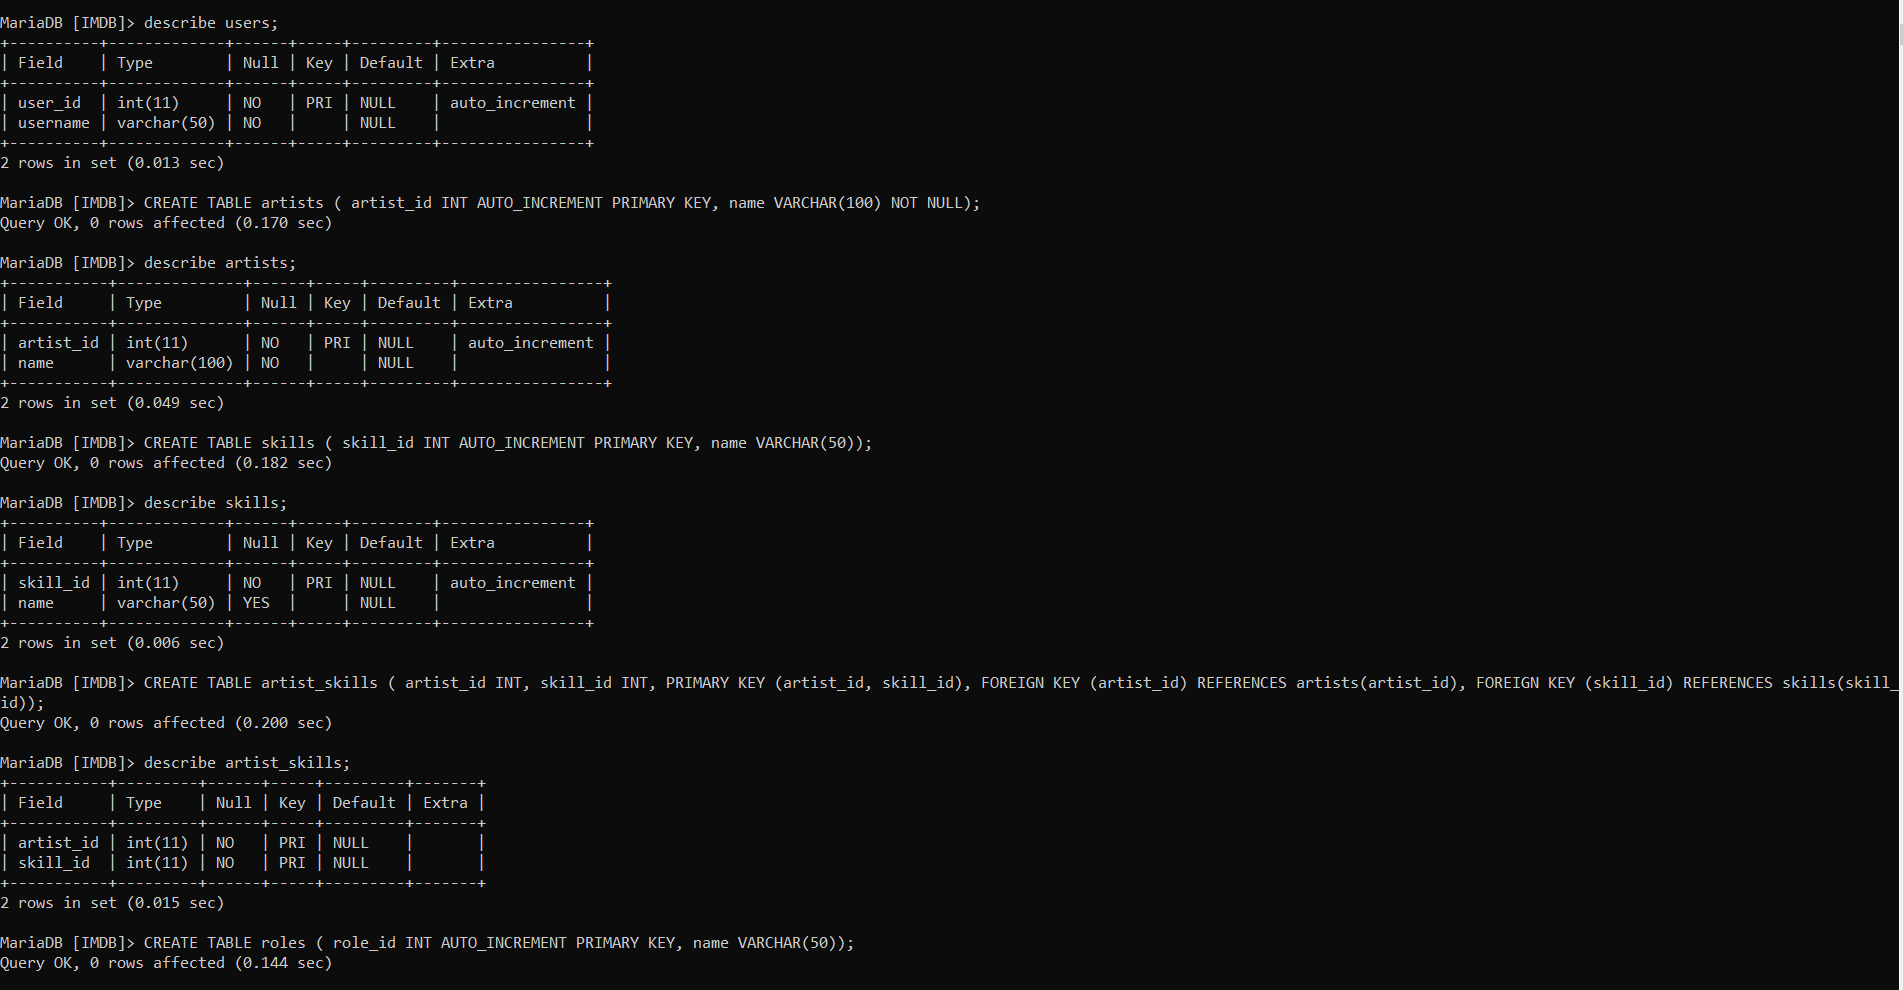 MariaDB [IMDB]> describe users;
+----------+-------------+------+-----+---------+----------------+
| Field    | Type        | Null | Key | Default | Extra          |
+----------+-------------+------+-----+---------+----------------+
| user_id  | int(11)     | NO   | PRI | NULL    | auto_increment |
| username | varchar(50) | NO   |     | NULL    |                |
+----------+-------------+------+-----+---------+----------------+
2 rows in set (0.013 sec)
MariaDB [IMDB]> CREATE TABLE artists ( artist_id INT AUTO_INCREMENT PRIMARY KEY, name VARCHAR(100) NOT NULL);
Query OK, 0 rows affected (0.170 sec)
MariaDB [IMDB]> describe artists;
+-----------+--------------+------+-----+---------+----------------+
| Field     | Type         | Null | Key | Default | Extra          |
+-----------+--------------+------+-----+---------+----------------+
| artist_id | int(11)      | NO   | PRI | NULL    | auto_increment |
| name      | varchar(100) | NO   |     | NULL    |                |
+-----------+--------------+------+-----+---------+----------------+
2 rows in set (0.049 sec)
MariaDB [IMDB]> CREATE TABLE skills ( skill_id INT AUTO_INCREMENT PRIMARY KEY, name VARCHAR(50));
Query OK, 0 rows affected (0.182 sec)
MariaDB [IMDB]> describe skills;
+----------+-------------+------+-----+---------+----------------+
| Field    | Type        | Null | Key | Default | Extra          |
+----------+-------------+------+-----+---------+----------------+
| skill_id | int(11)     | NO   | PRI | NULL    | auto_increment |
| name     | varchar(50) | YES  |     | NULL    |                |
+----------+-------------+------+-----+---------+----------------+
2 rows in set (0.006 sec)
MariaDB [IMDB]> CREATE TABLE artist_skills ( artist_id INT, skill_id INT, PRIMARY KEY (artist_id, skill_id), FOREIGN KEY (artist_id) REFERENCES artists(artist_id), FOREIGN KEY (skill_id) REFERENCES skills(skill_
id));
Query OK, 0 rows affected (0.200 sec)
MariaDB [IMDB]> describe artist_skills;
+-----------+---------+------+-----+---------+-------+
| Field     | Type    | Null | Key | Default | Extra |
+-----------+---------+------+-----+---------+-------+
| artist_id | int(11) | NO   | PRI | NULL    |       |
| skill_id  | int(11) | NO   | PRI | NULL    |       |
+-----------+---------+------+-----+---------+-------+
2 rows in set (0.015 sec)
MariaDB [IMDB]> CREATE TABLE roles ( role_id INT AUTO_INCREMENT PRIMARY KEY, name VARCHAR(50));
Query OK, 0 rows affected (0.144 sec)